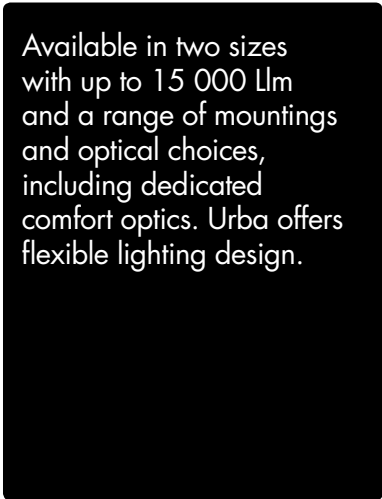 Available in two sizes
with up to 15 000 Llm
and a range of mountings
and optical choices,
including dedicated
comfort optics. Urba offers
flexible lighting design.